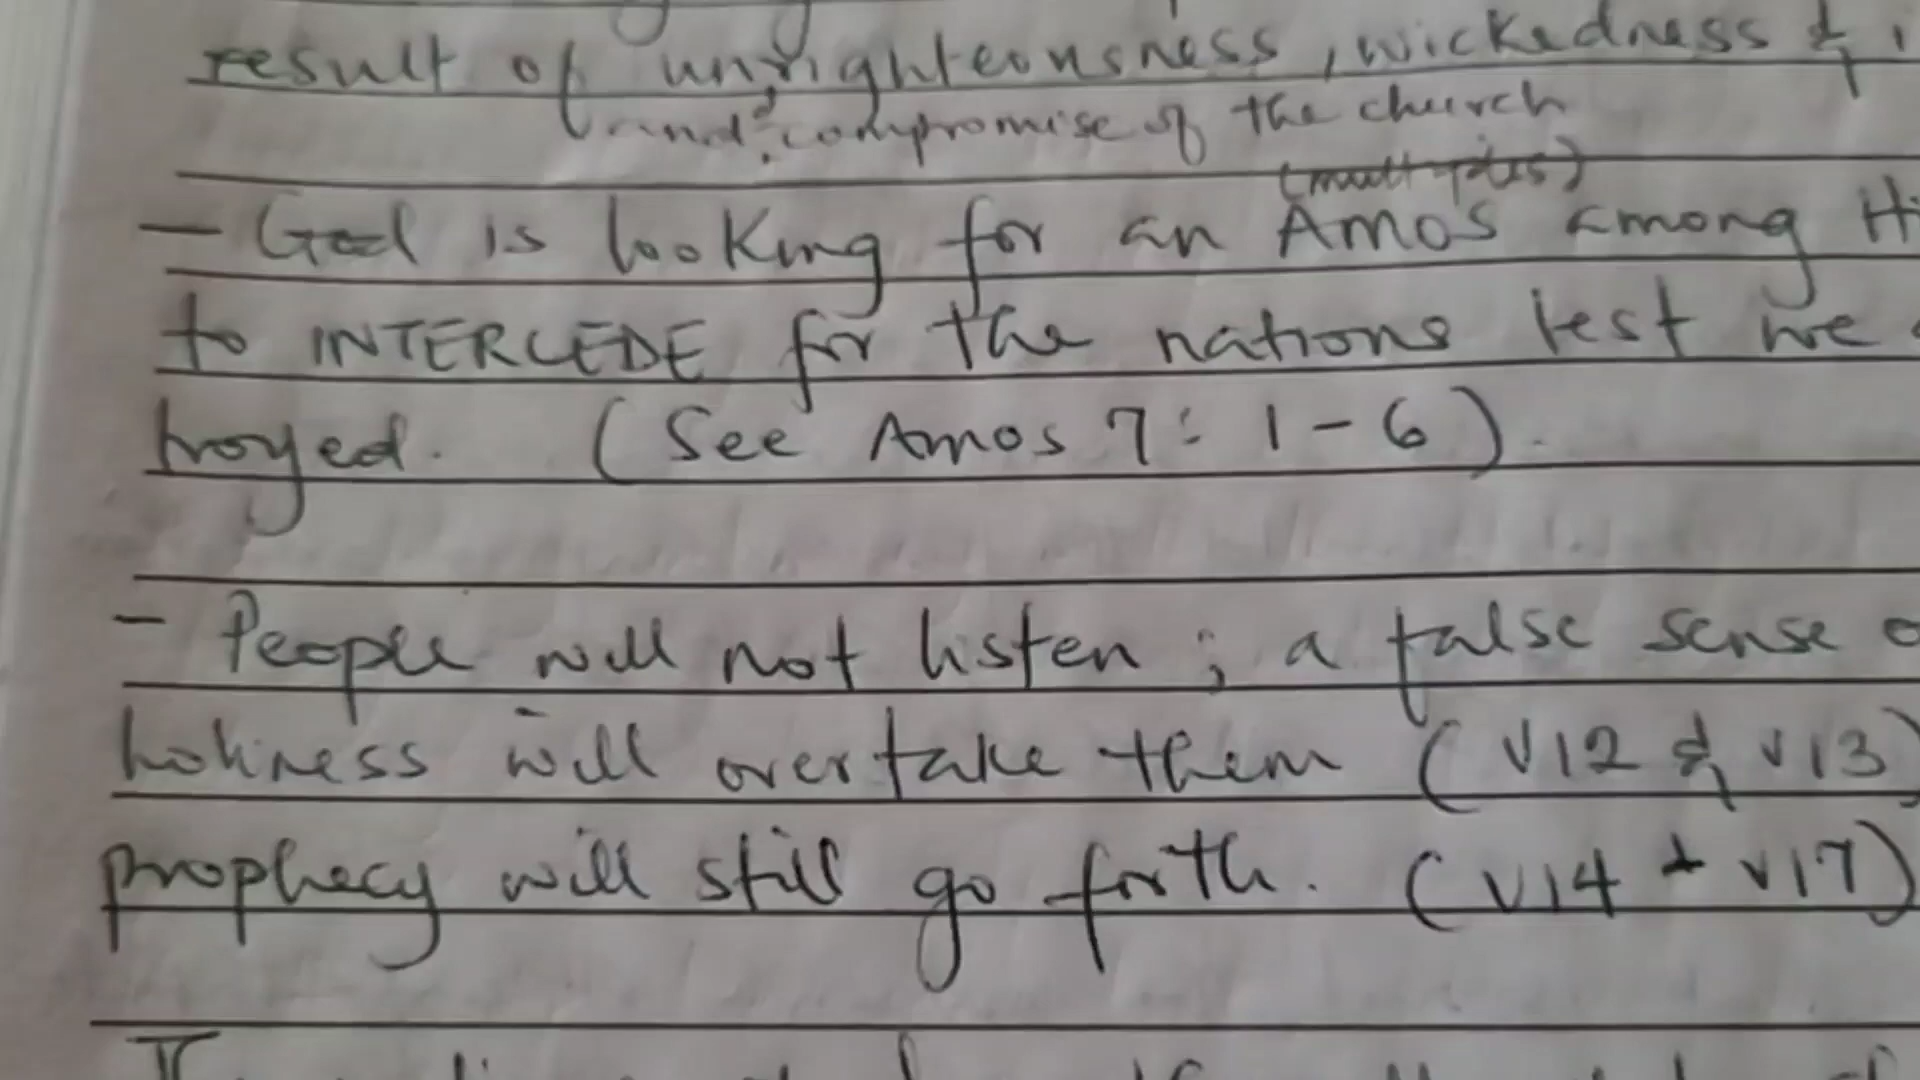 result of unrighteousness, wickedness &
and compromise of the church
(multiples)
- God is looking for an Amos among
to INTERCEDE for the nations lest we
troyed. (See Amos 7: 1-6).
- People will not listen; a false sense
holiness will overtake them (v12 & v13)
prophecy will still go forth. (v14 + v17)